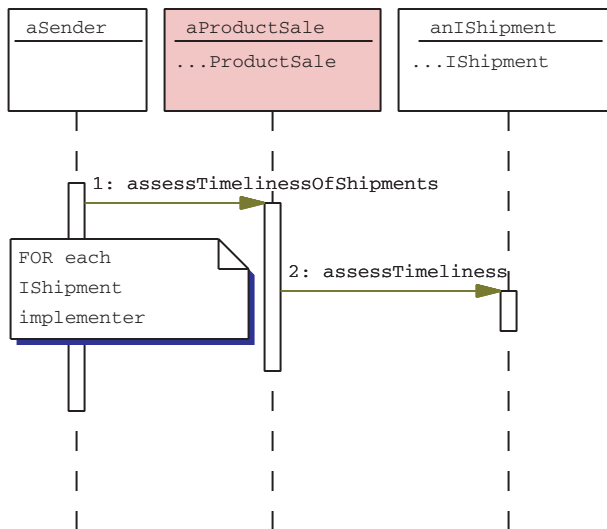 aSender
aProductSale
...ProductSale
anIShipment
...IShipment
1: assessTimelinessOfShipments
FOR each
IShipment
implementer
2: assessTimeliness